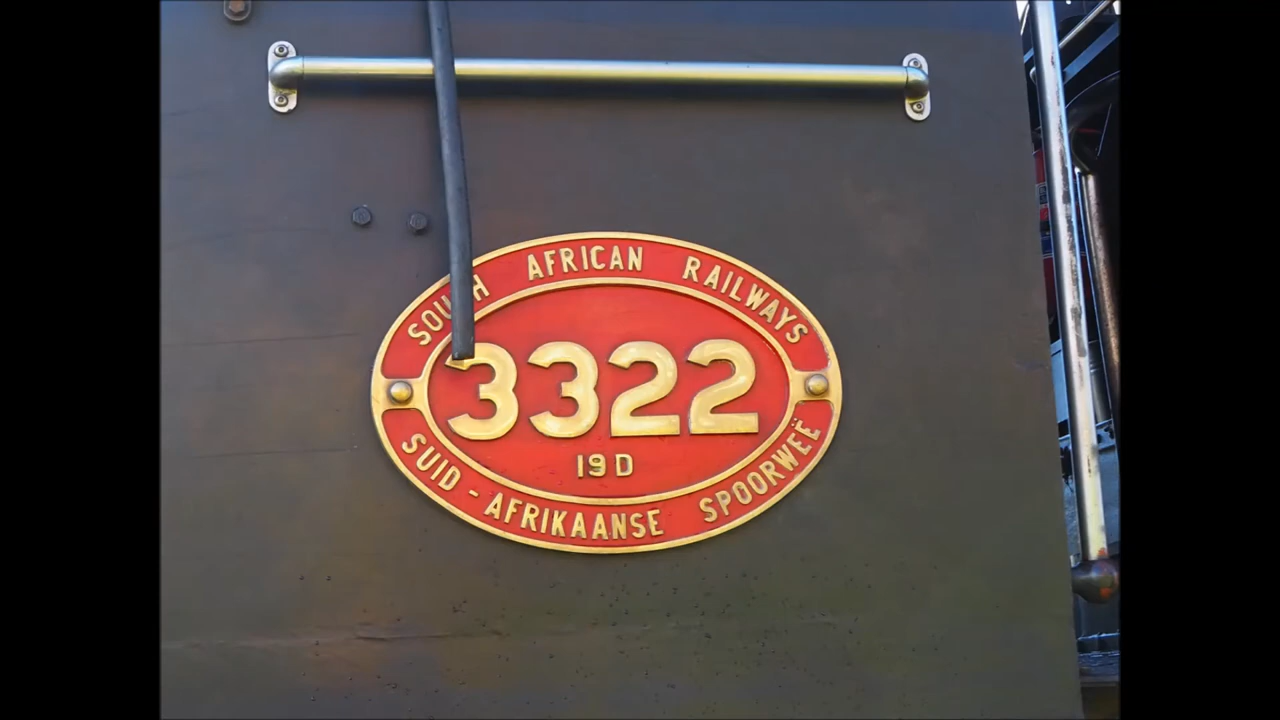 SOUTH AFRICAN RAILWAYS
3322
19D
SUID - AFRIKAANSE SPOORWEË